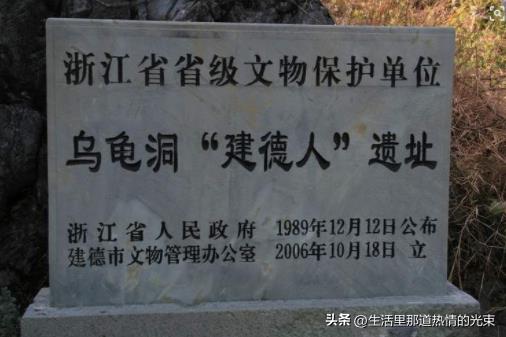 浙江省省级文物保护单位
乌龟洞“建德人”遗址
浙江省人民政府 1989年12月12日公布
建德市文物管理办公室 2006年10月18日 立
头条 @生活里那道热情的光束